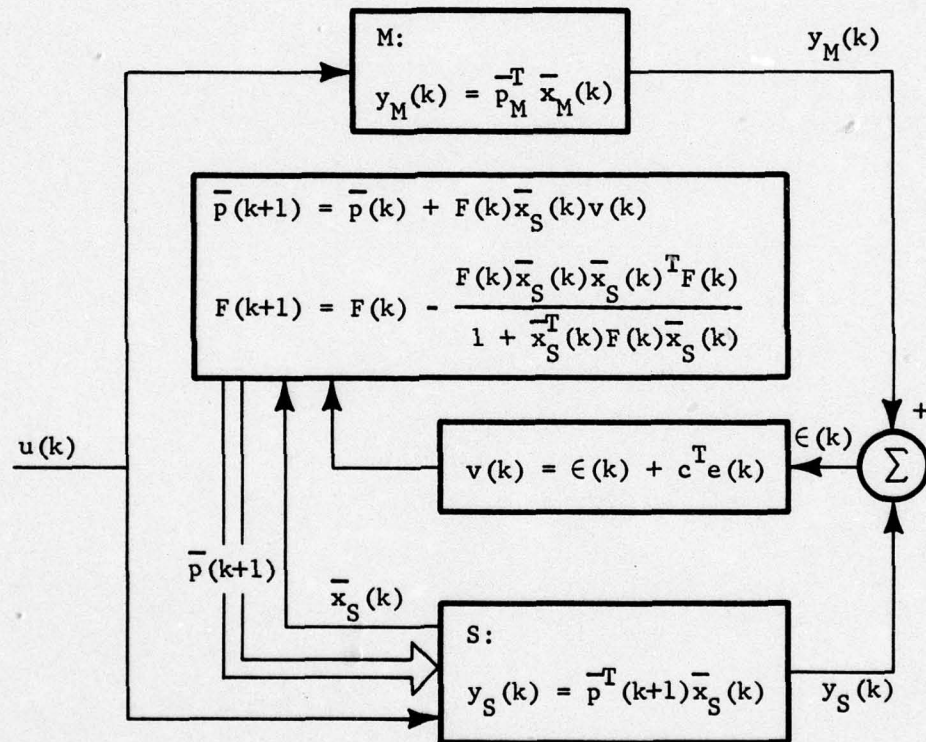 M:
y_M(k) = p̅_M^T x̅_M(k)
y_M(k)
p̅(k+1) = p̅(k) + F(k)x̅_S(k)v(k)
F(k+1) = F(k) - F(k)x̅_S(k)x̅_S(k)^T F(k) / 1 + x̅_S^T(k)F(k)x̅_S(k)
u(k)
v(k) = ∈(k) + c^T e(k)
∈(k)
+
Σ
p̅(k+1)
x̅_S(k)
S:
y_S(k) = p̅^T(k+1)x̅_S(k)
y_S(k)